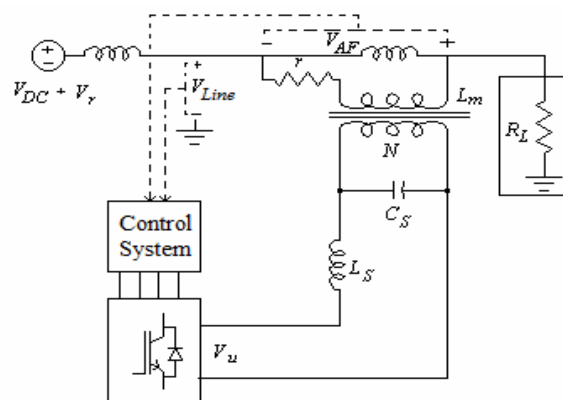 V_AF
r
V_DC + V_r
V_Line
L_m
R_L
N
C_S
Control
System
L_S
V_u